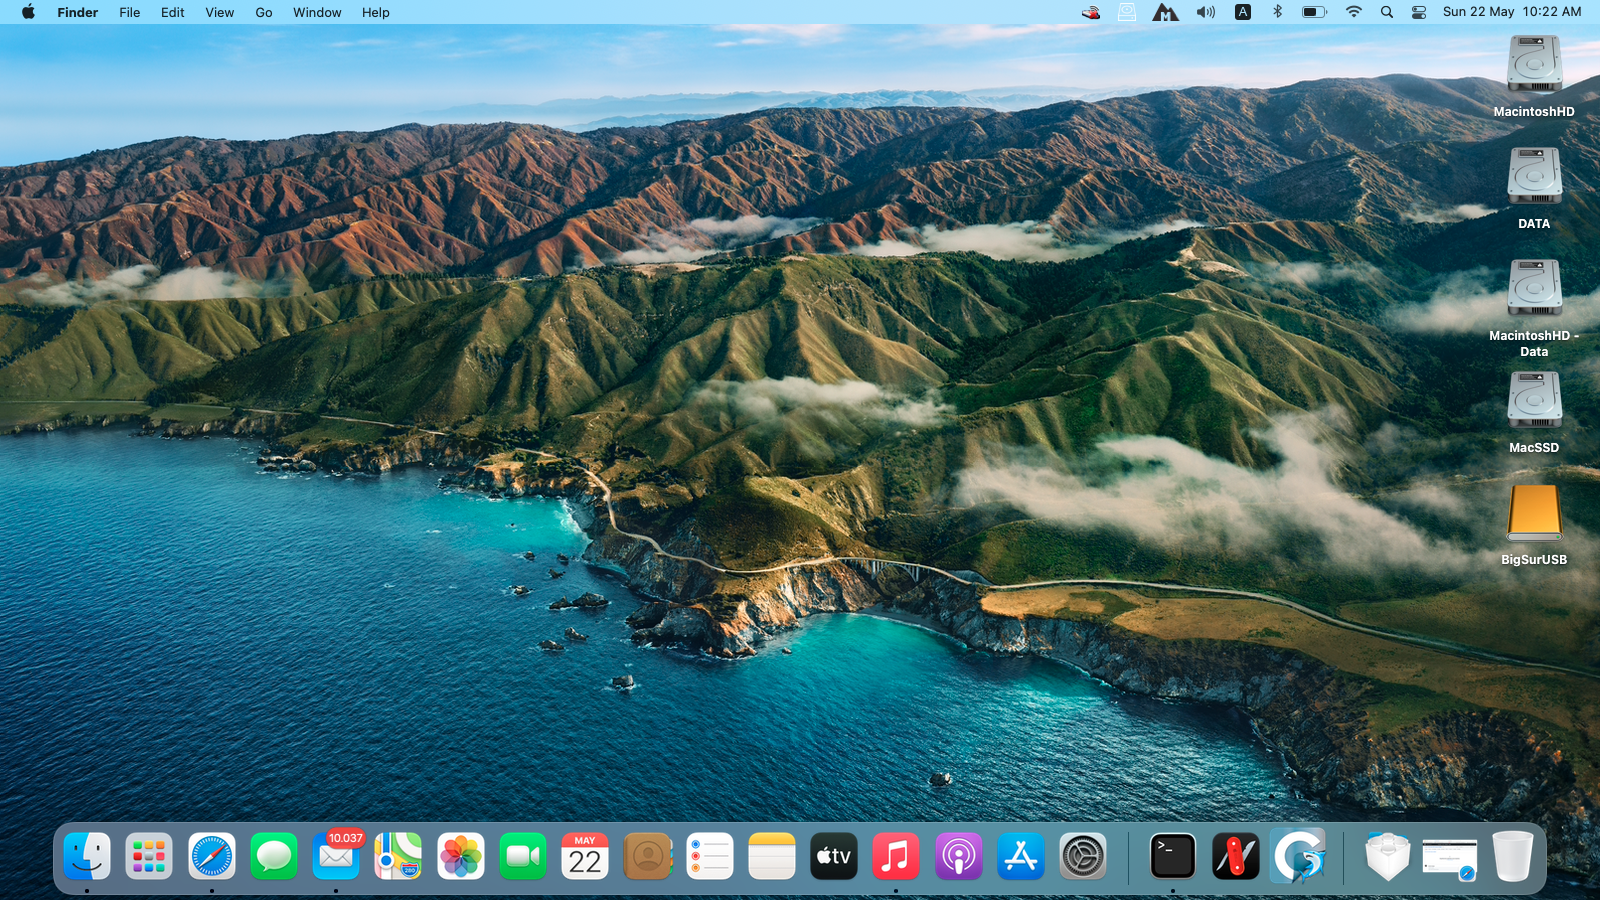 Finder File Edit View Go Window Help A Sun 22 May 10:22 AM
MacintoshHD
DATA
MacintoshHD -
Data
MacSSD
BigSurUSB
10.037
280
MAY
22
tv
>_